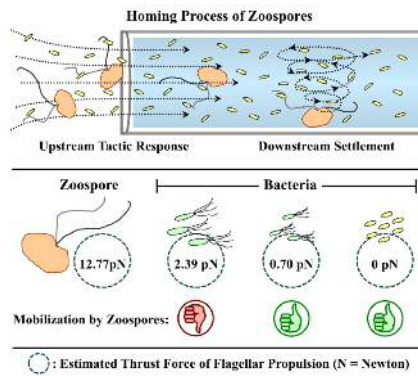 Homing Process of Zoospores
Upstream Tactic Response Downstream Settlement
Zoospore Bacteria
12.77pN 2.39 pN 0.70 pN 0 pN
Mobilization by Zoospores:
: Estimated Thrust Force of Flagellar Propulsion (N = Newton)